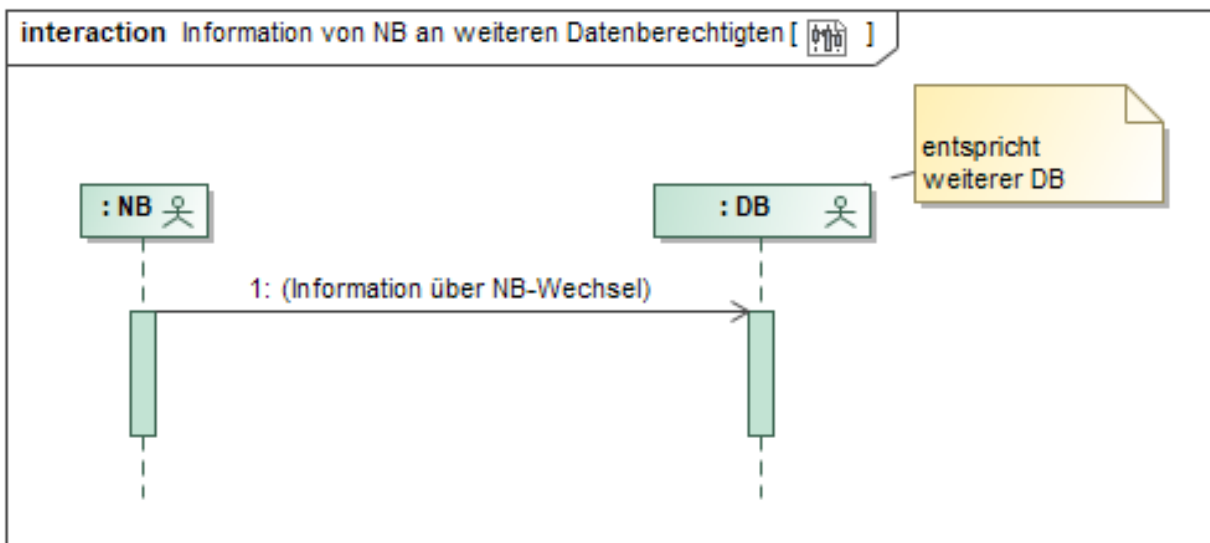 interaction Information von NB an weiteren Datenberechtigten [ ]
entspricht
weiterer DB
: NB
: DB
1: (Information über NB-Wechsel)